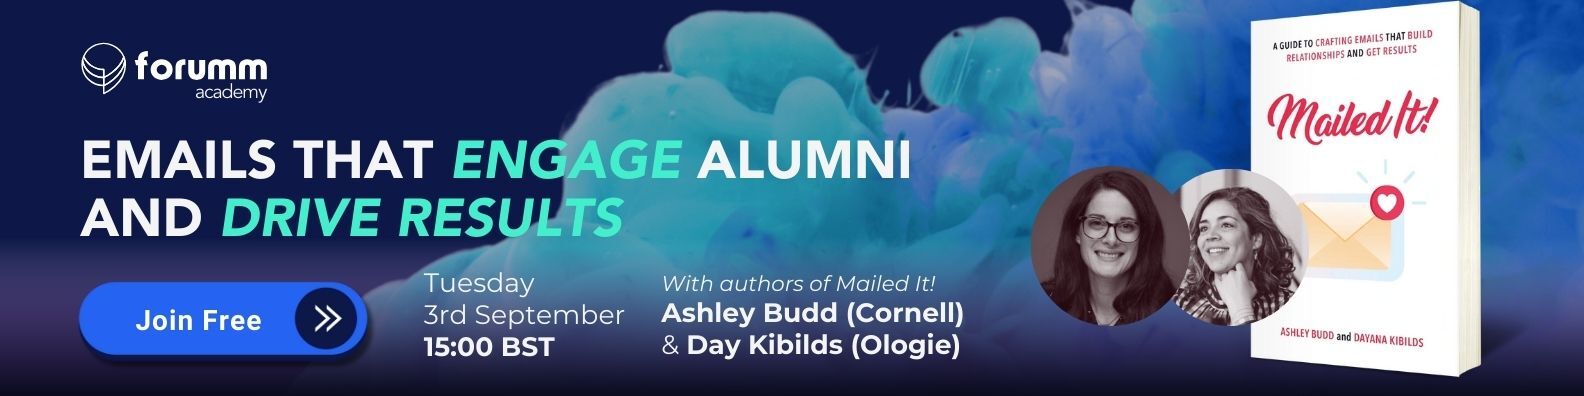 forumm
academy
EMAILS THAT ENGAGE ALUMNI
AND DRIVE RESULTS
Join Free
Tuesday
3rd September
15:00 BST
With authors of Mailed It!
Ashley Budd (Cornell)
& Day Kibilds (Ologie)
A GUIDE TO CRAFTING EMAILS THAT BUILD
RELATIONSHIPS AND GET RESULTS
Mailed It!
ASHLEY BUDD and DAYANA KIBILDS